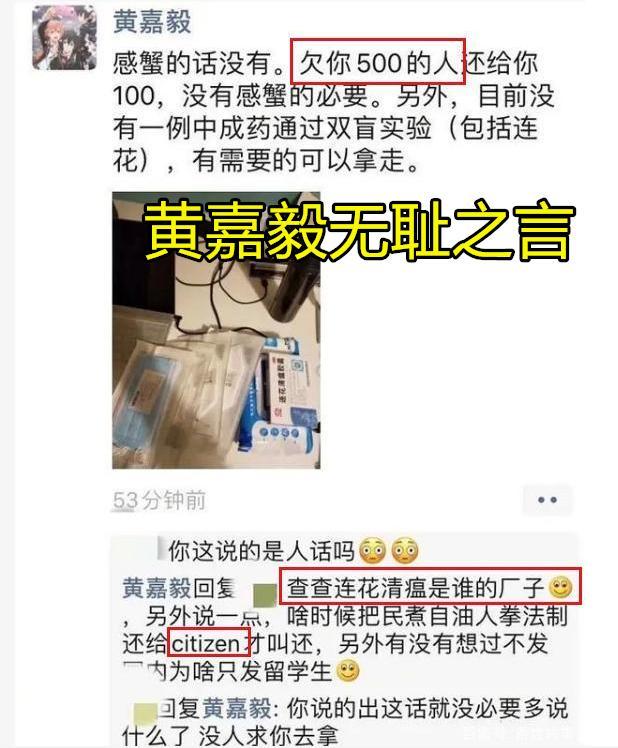 黄嘉毅
感蟹的话没有。欠你500的人还给你
100，没有感蟹的必要。另外，目前没
有一例中成药通过双盲实验（包括连
花），有需要的可以拿走。
黄嘉毅无耻之言
连花清瘟胶囊
53分钟前
你这说的是人话吗
黄嘉毅回复
查查连花清瘟是谁的厂子
，另外说一点，啥时候把民煮自油人拳法制
还给citizen才叫还，另外有没有想过不发
国内为啥只发留学生
回复黄嘉毅: 你说的出这话就没必要多说
什么了 没人求你去拿